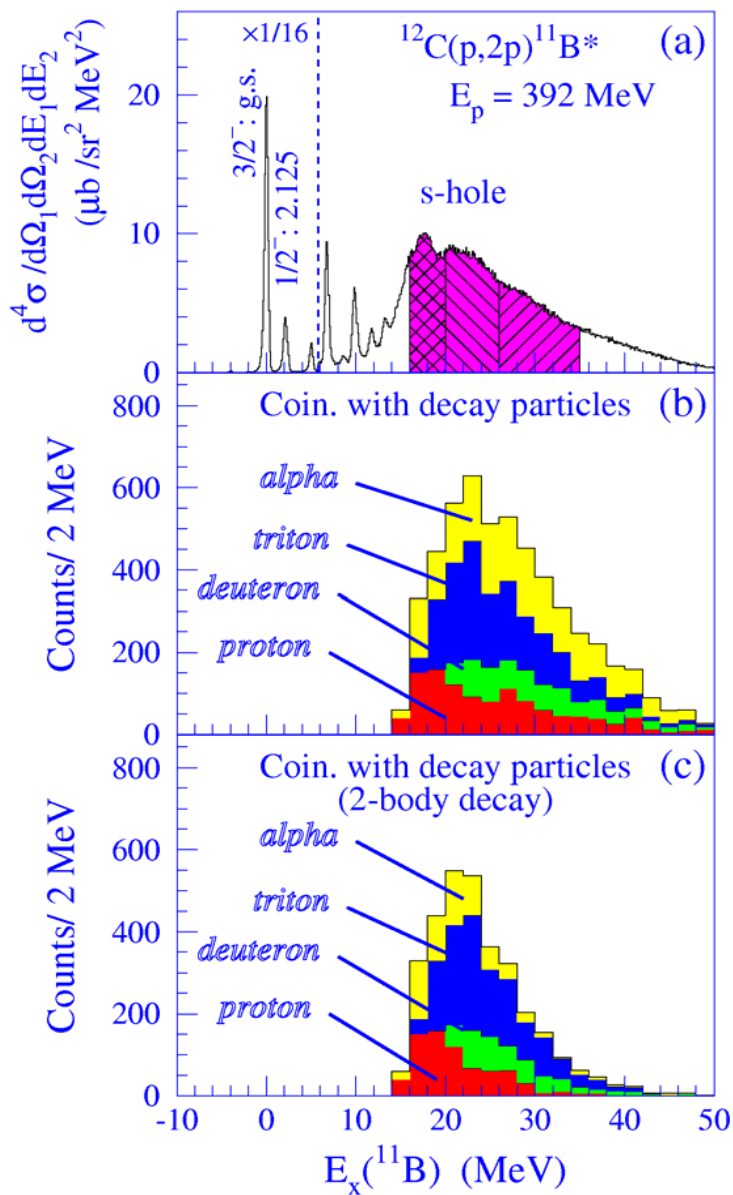 d⁴σ/dΩ₁dΩ₂dE₁dE₂
(μb/sr² MeV²)
×1/16
¹²C(p,2p)¹¹B*
(a)
E_p = 392 MeV
3/2⁻: g.s.
1/2⁻: 2.125
s-hole
20
10
0
Counts/ 2 MeV
Coin. with decay particles
(b)
800
600
400
200
0
alpha
triton
deuteron
proton
Counts/ 2 MeV
Coin. with decay particles
(c)
(2-body decay)
800
600
400
200
0
alpha
triton
deuteron
proton
-10
0
10
20
30
40
50
E_x(¹¹B) (MeV)